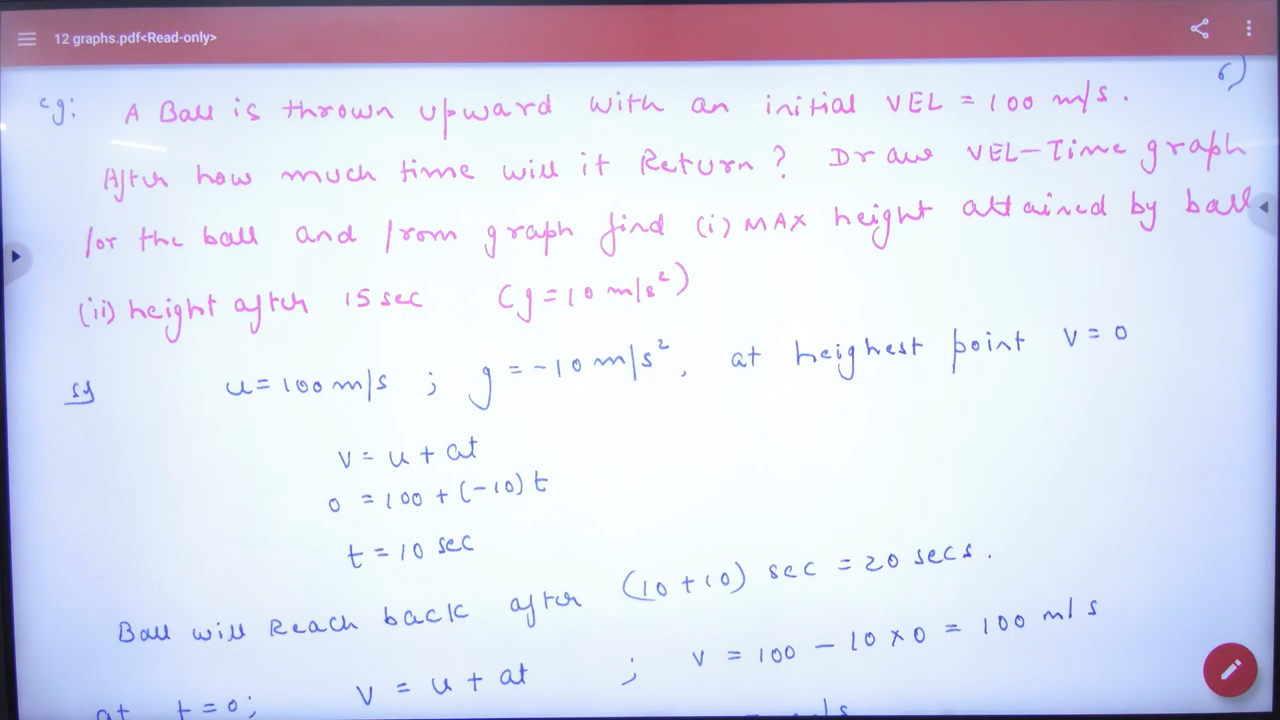 12 graphs.pdf<Read-only>
6)
eg: A Ball is thrown upward with an initial VEL = 100 m/s.
After how much time will it Return? Draw VEL-Time graph
for the ball and from graph find (i) MAX height attained by ball
(ii) height after 15 sec (g = 10 m/s²)
u = 100 m/s ; g = -10 m/s², at heighest point v = 0
v = u + at
0 = 100 + (-10) t
t = 10 sec
Ball will Reach back after (10 + 10) sec = 20 secs.
at t = 0; v = u + at ; v = 100 - 10 × 0 = 100 m/s
m/s